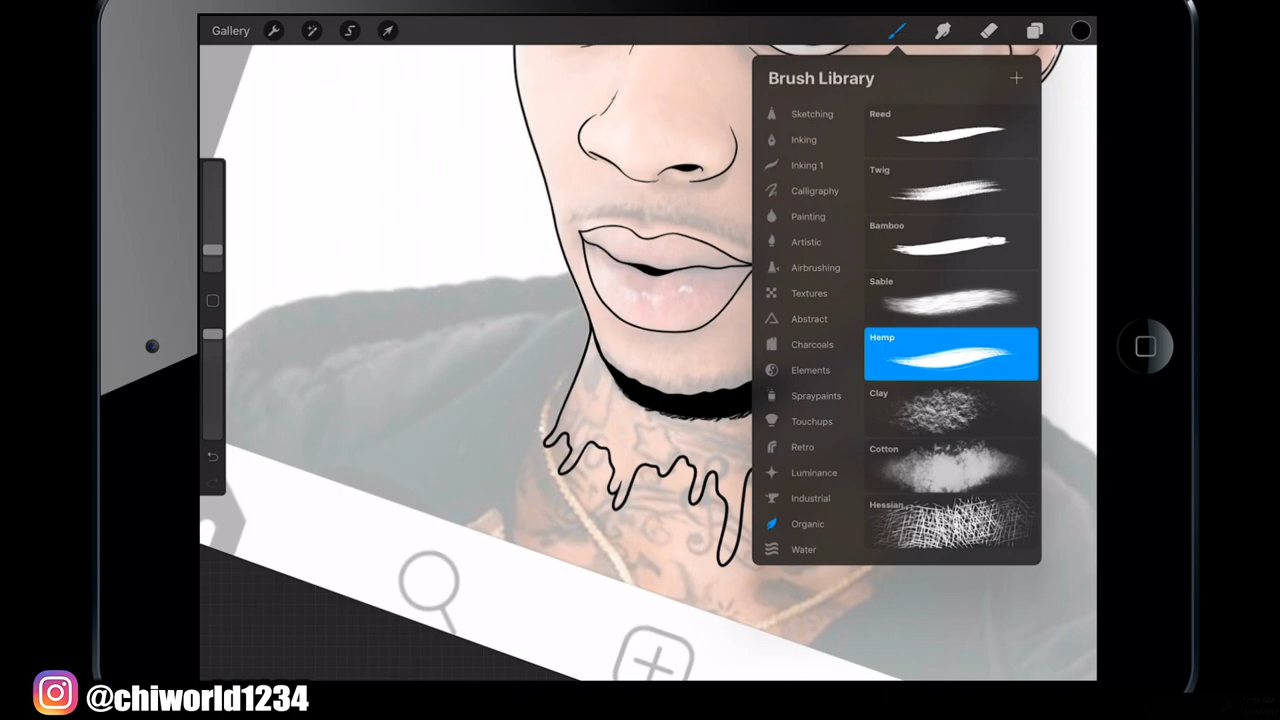 Gallery
Brush Library
Sketching
Inking
Inking 1
Calligraphy
Painting
Artistic
Airbrushing
Textures
Abstract
Charcoals
Elements
Spraypaints
Touchups
Retro
Luminance
Industrial
Organic
Water
Reed
Twig
Bamboo
Sable
Hemp
Clay
Cotton
Hessian
@chiworld1234